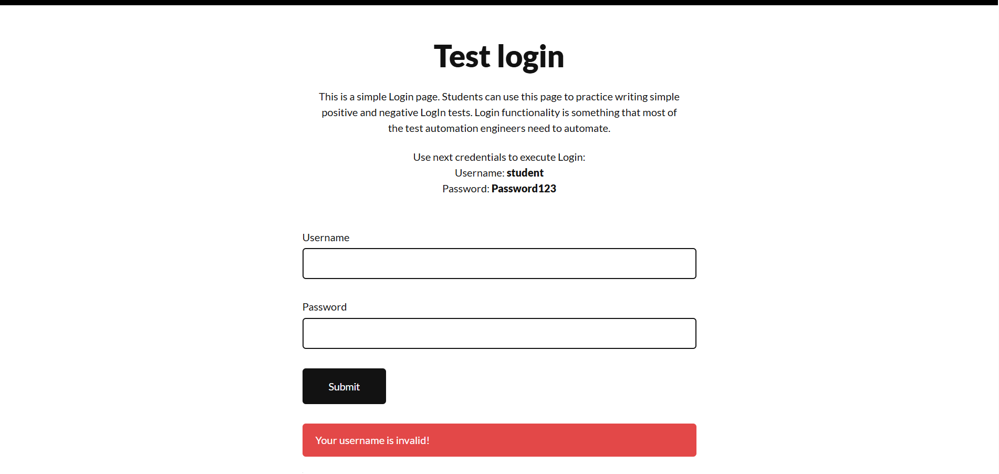 Test login
This is a simple Login page. Students can use this page to practice writing simple
positive and negative LogIn tests. Login functionality is something that most of
the test automation engineers need to automate.
Use next credentials to execute Login:
Username: student
Password: Password123
Username
Password
Submit
Your username is invalid!